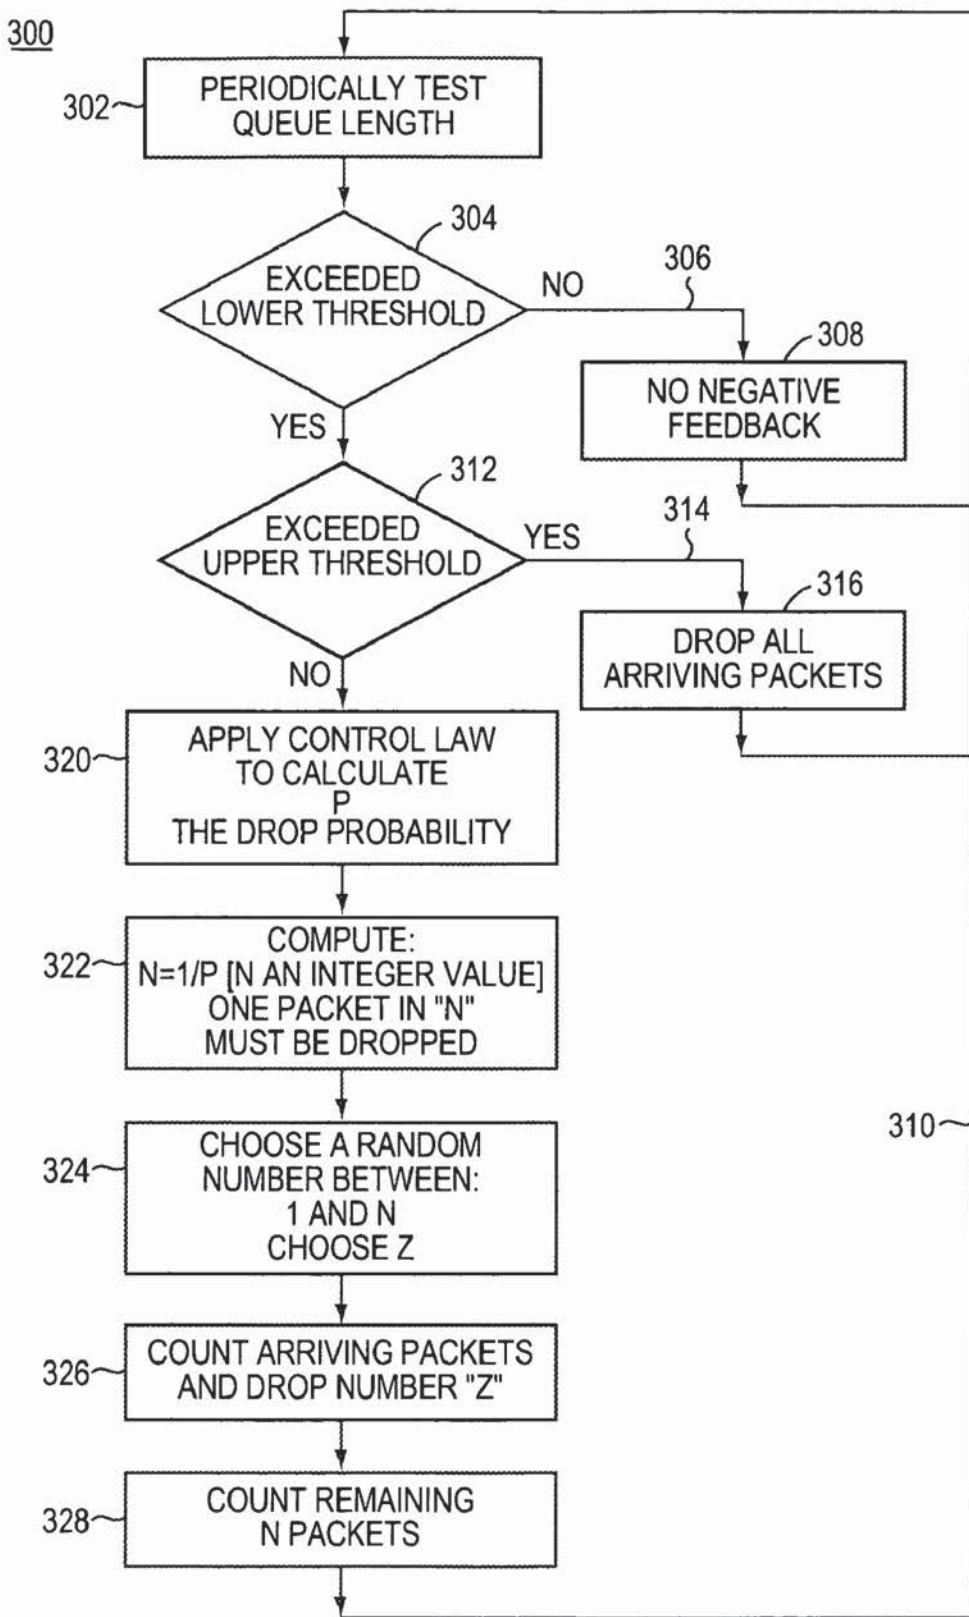 300
302
PERIODICALLY TEST
QUEUE LENGTH
304
EXCEEDED
LOWER THRESHOLD
NO
306
308
NO NEGATIVE
FEEDBACK
YES
312
EXCEEDED
UPPER THRESHOLD
YES
314
316
DROP ALL
ARRIVING PACKETS
NO
320
APPLY CONTROL LAW
TO CALCULATE
P
THE DROP PROBABILITY
322
COMPUTE:
N=1/P [N AN INTEGER VALUE]
ONE PACKET IN "N"
MUST BE DROPPED
310
324
CHOOSE A RANDOM
NUMBER BETWEEN:
1 AND N
CHOOSE Z
326
COUNT ARRIVING PACKETS
AND DROP NUMBER "Z"
328
COUNT REMAINING
N PACKETS